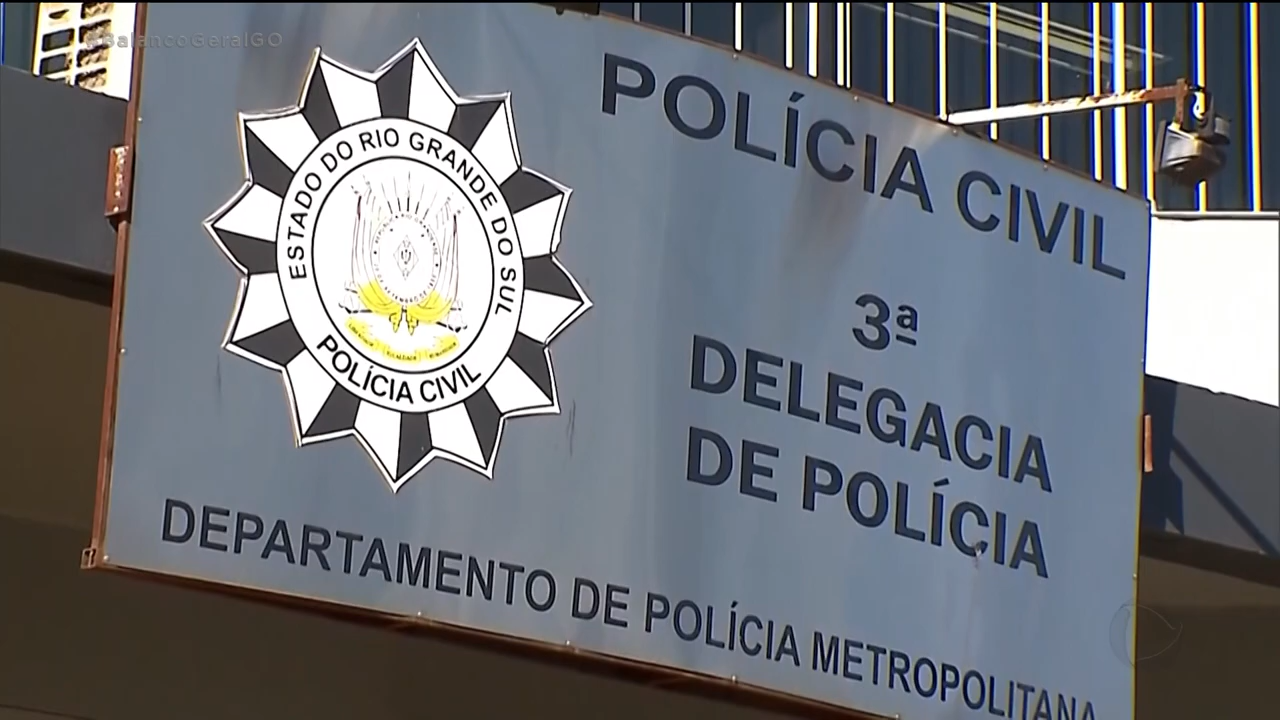 #BalancoGeralGO
ESTADO DO RIO GRANDE DO SUL
POLÍCIA CIVIL
POLÍCIA CIVIL
3ª
DELEGACIA
DE POLÍCIA
DEPARTAMENTO DE POLÍCIA METROPOLITANA